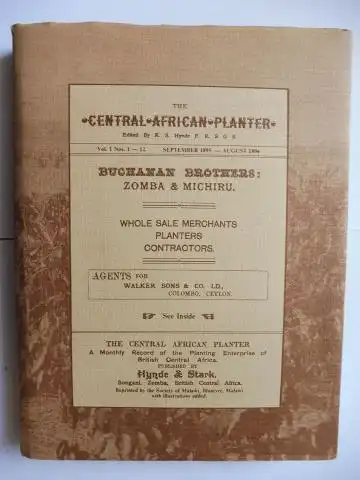 THE
CENTRAL·AFRICAN·PLANTER
Edited By R. S. Hynde F. R. S. G. S.
Vol. 1 Nos. 1 — 12. SEPTEMBER 1895 — AUGUST 1896
BUCHANAN BROTHERS:
ZOMBA & MICHIRU.
WHOLE SALE MERCHANTS
PLANTERS
CONTRACTORS.
AGENTS FOR
WALKER SONS & CO. LD.,
COLOMBO, CEYLON.
See Inside
THE CENTRAL AFRICAN PLANTER
A Monthly Record of the Planting Enterprise of
British Central Africa.
PUBLISHED BY
Hynde & Stark.
Songani, Zomba, British Central Africa.
Reprinted by the Society of Malawi, Blantyre, Malawi
with illustrations added.